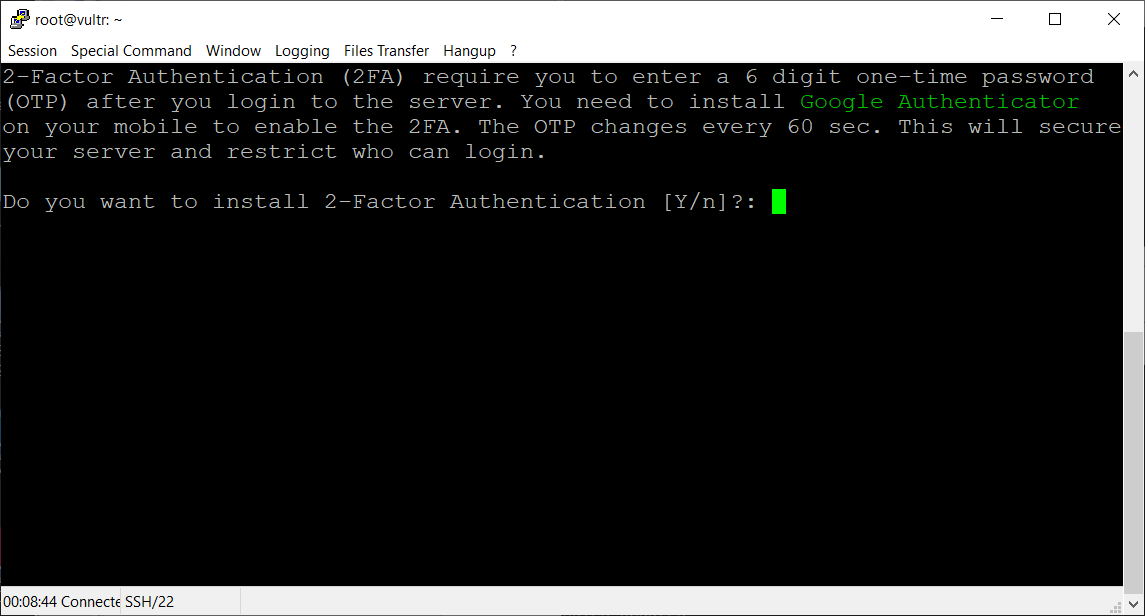 root@vultr: ~
Session Special Command Window Logging Files Transfer Hangup ?
2-Factor Authentication (2FA) require you to enter a 6 digit one-time password
(OTP) after you login to the server. You need to install Google Authenticator
on your mobile to enable the 2FA. The OTP changes every 60 sec. This will secure
your server and restrict who can login.
Do you want to install 2-Factor Authentication [Y/n]?:
00:08:44 Connecte SSH/22